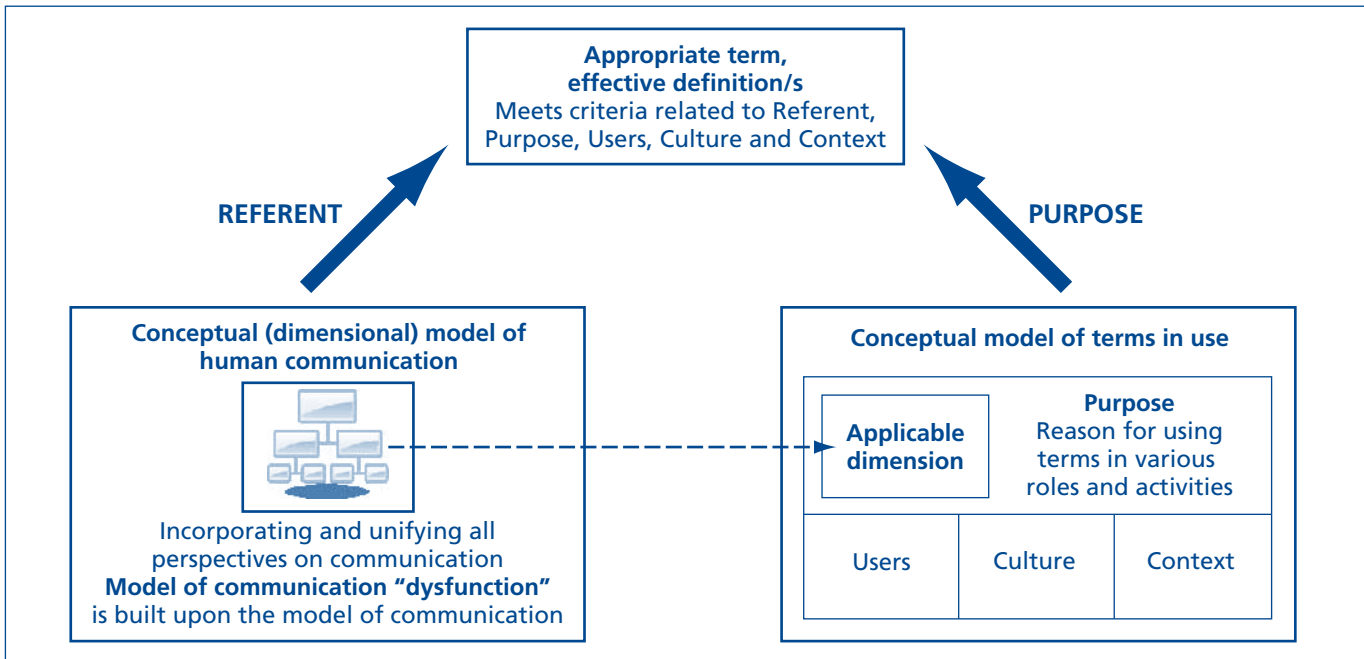 Appropriate term,
effective definition/s
Meets criteria related to Referent,
Purpose, Users, Culture and Context
REFERENT
PURPOSE
Conceptual (dimensional) model of
human communication
Incorporating and unifying all
perspectives on communication
Model of communication “dysfunction”
is built upon the model of communication
Conceptual model of terms in use
Applicable
dimension
Purpose
Reason for using
terms in various
roles and activities
Users
Culture
Context